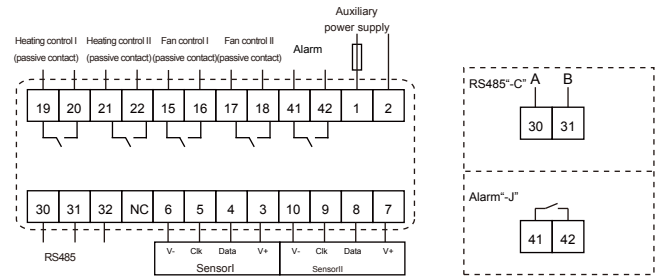 Auxiliary
power supply
Heating control I Heating control II Fan control I Fan control II Alarm
(passive contact) (passive contact)(passive contact)(passive contact)
19 20 21 22 15 16 17 18 41 42 1 2
30 31 32 NC 6 5 4 3 10 9 8 7
RS485
V- Clk Data V+ V- Clk Data V+
SensorI SensorII
RS485"-C" A B
30 31
Alarm"-J"
41 42